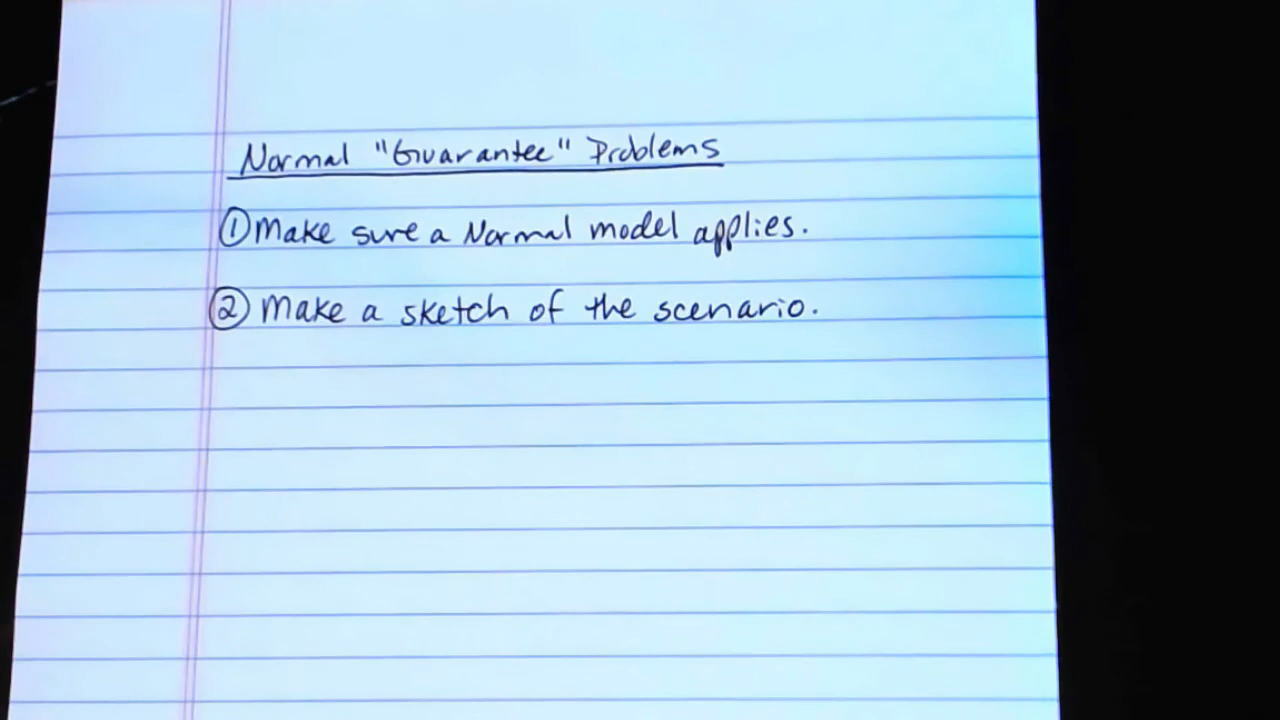 Normal "Guarantee" Problems
① Make sure a Normal model applies.
② Make a sketch of the scenario.